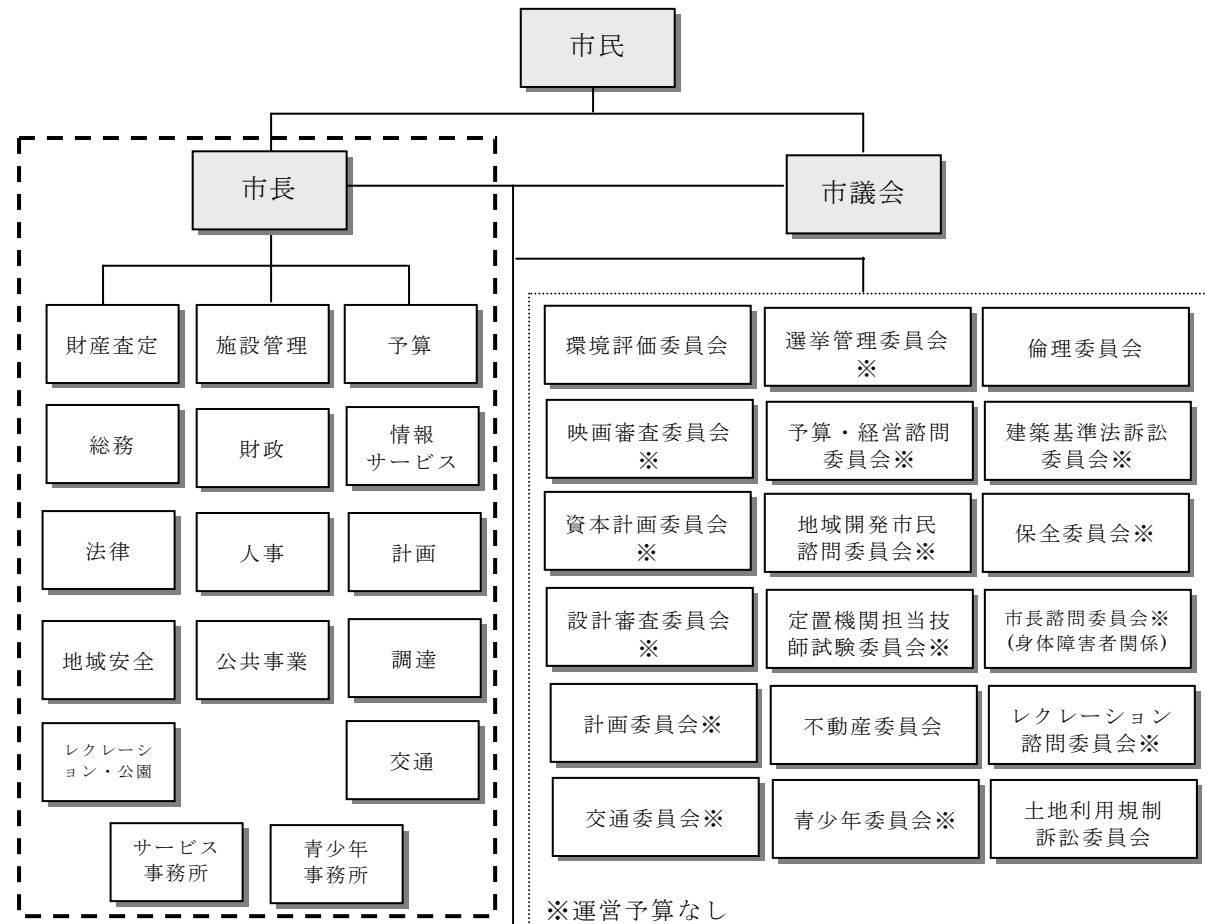 市民
市長
市議会
財産査定
施設管理
予算
総務
財政
情報
サービス
法律
人事
計画
地域安全
公共事業
調達
レクレーシ
ョン・公園
交通
サービス
事務所
青少年
事務所
環境評価委員会
選挙管理委員会
※
倫理委員会
映画審査委員会
※
予算・経営諮問
委員会※
建築基準法訴訟
委員会※
資本計画委員会
※
地域開発市民
諮問委員会※
保全委員会※
設計審査委員会
※
定置機関担当技
師試験委員会※
市長諮問委員会※
(身体障害者関係)
計画委員会※
不動産委員会
レクレーション
諮問委員会※
交通委員会※
青少年委員会※
土地利用規制
訴訟委員会
※運営予算なし